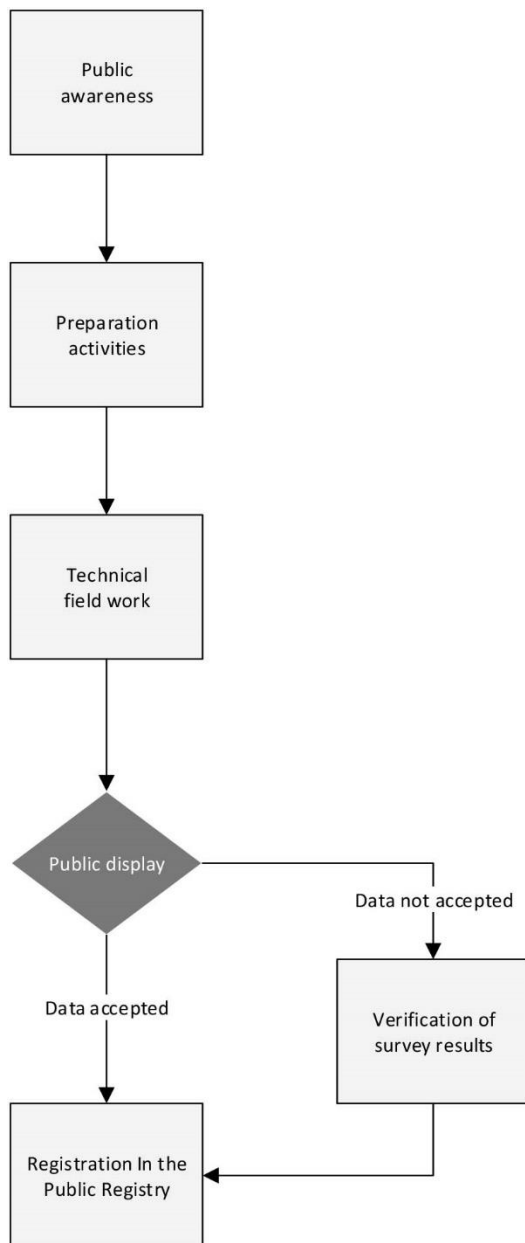 Public
awareness
Preparation
activities
Technical
field work
Public display
Data not accepted
Data accepted
Verification of
survey results
Registration In the
Public Registry